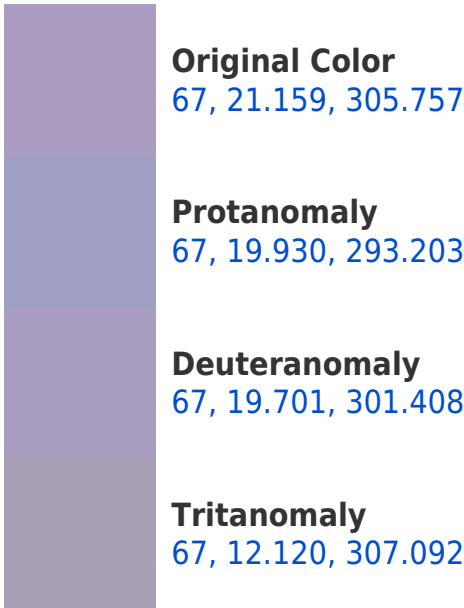 Original Color
67, 21.159, 305.757
Protanomaly
67, 19.930, 293.203
Deuteranomaly
67, 19.701, 301.408
Tritanomaly
67, 12.120, 307.092